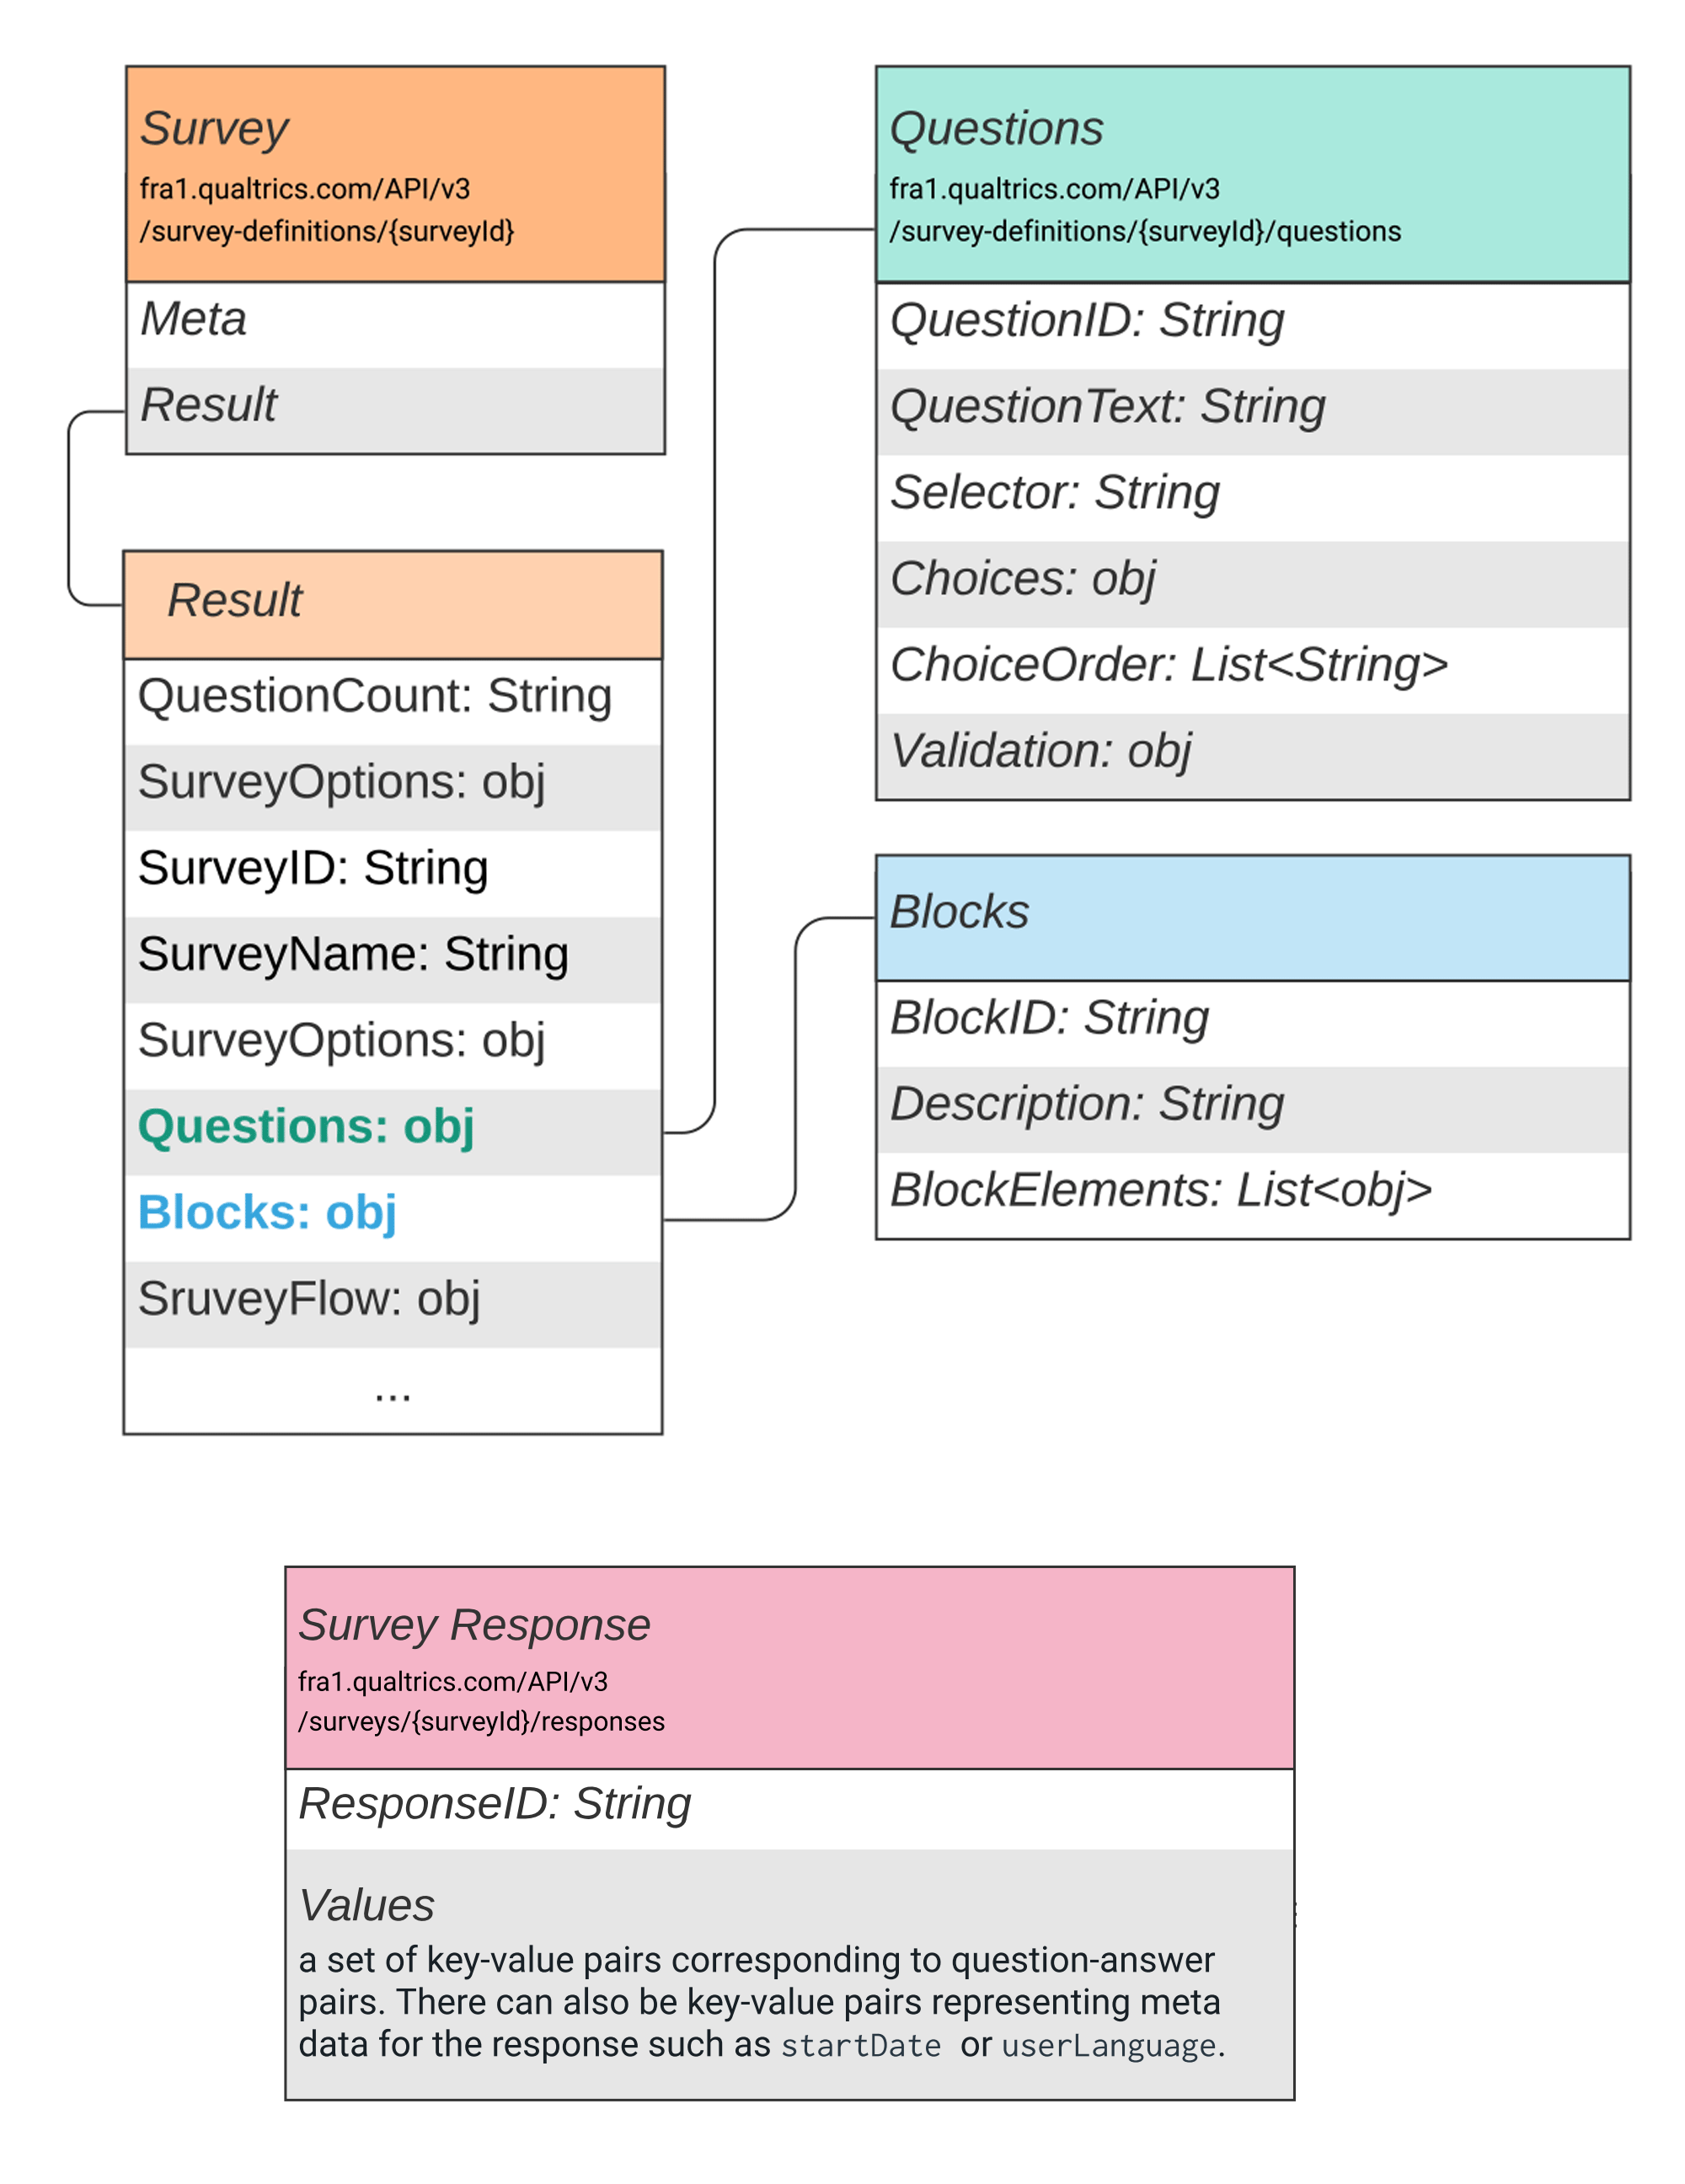 Survey
fra1.qualtrics.com/API/v3
/survey-definitions/{surveyId}
Meta
Result
Result
QuestionCount: String
SurveyOptions: obj
SurveyID: String
SurveyName: String
SurveyOptions: obj
Questions: obj
Blocks: obj
SruveyFlow: obj
...
Questions
fra1.qualtrics.com/API/v3
/survey-definitions/{surveyId}/questions
QuestionID: String
QuestionText: String
Selector: String
Choices: obj
ChoiceOrder: List<String>
Validation: obj
Blocks
BlockID: String
Description: String
BlockElements: List<obj>
Survey Response
fra1.qualtrics.com/API/v3
/surveys/{surveyId}/responses
ResponseID: String
Values
a set of key-value pairs corresponding to question-answer
pairs. There can also be key-value pairs representing meta
data for the response such as startDate or userLanguage.